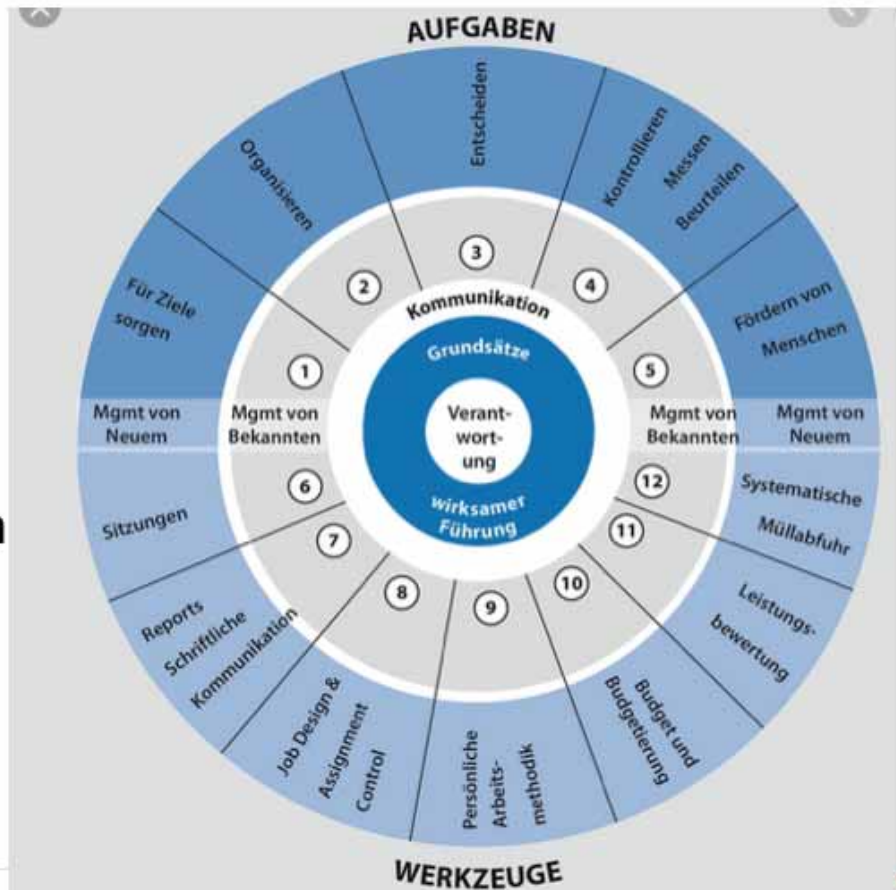 AUFGABEN
Für Ziele
sorgen
Organisieren
Entscheiden
Kontrollieren
Messen
Beurteilen
Fördern von
Menschen
1
2
3
4
5
Kommunikation
Grundsätze
Verant-
wort-
ung
wirksamer
Führung
Mgmt von
Neuem
Mgmt von
Bekannten
Mgmt von
Bekannten
Mgmt von
Neuem
6
7
8
9
10
11
12
Sitzungen
Reports
Schriftliche
Kommunikation
Job Design &
Assignment
Control
Persönliche
Arbeits-
methodik
Budget und
Budgetierung
Leistungs-
bewertung
Systematische
Müllabfuhr
WERKZEUGE